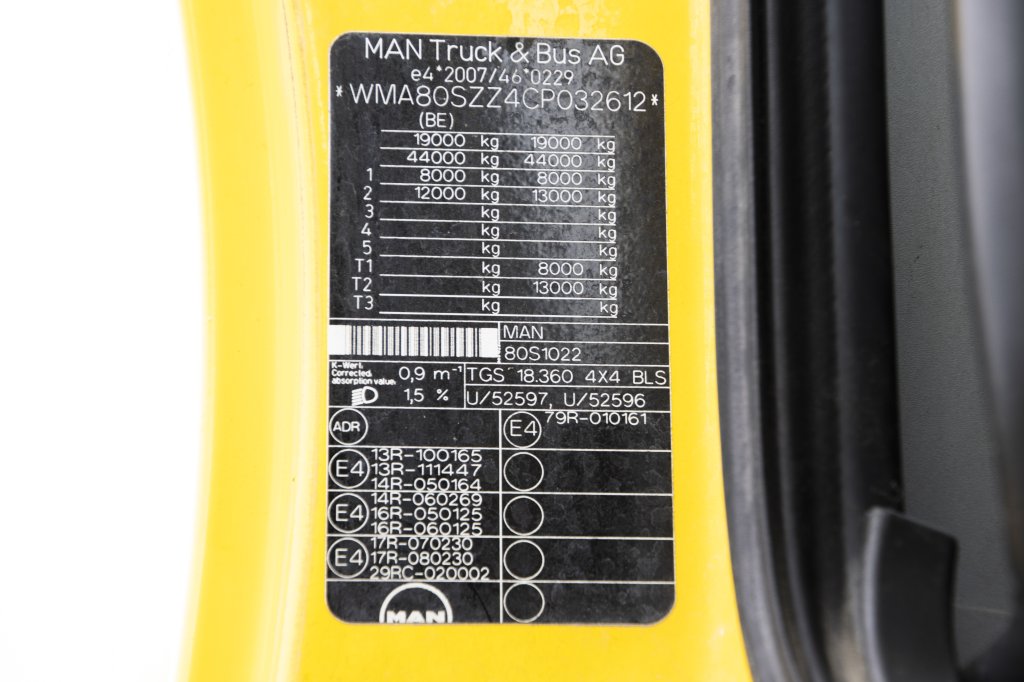 MAN Truck & Bus AG
e4*2007/46*0229
*WMA80SZZ4CP032612*
(BE)
19000 kg 19000 kg
44000 kg 44000 kg
1 8000 kg 8000 kg
2 12000 kg 13000 kg
3 kg kg
4 kg kg
5 kg kg
T1 kg 8000 kg
T2 kg 13000 kg
T3 kg kg
MAN
80S1022
K-Wert
Corrected
absorption value
0,9 m⁻¹
TGS 18.360 4X4 BLS
1,5 %
U/52597, U/52596
ADR
E4 79R-010161
E4
13R-100165
13R-111447
14R-050164
E4
14R-060269
16R-050125
16R-060125
E4
17R-070230
17R-080230
29RC-020002
MAN